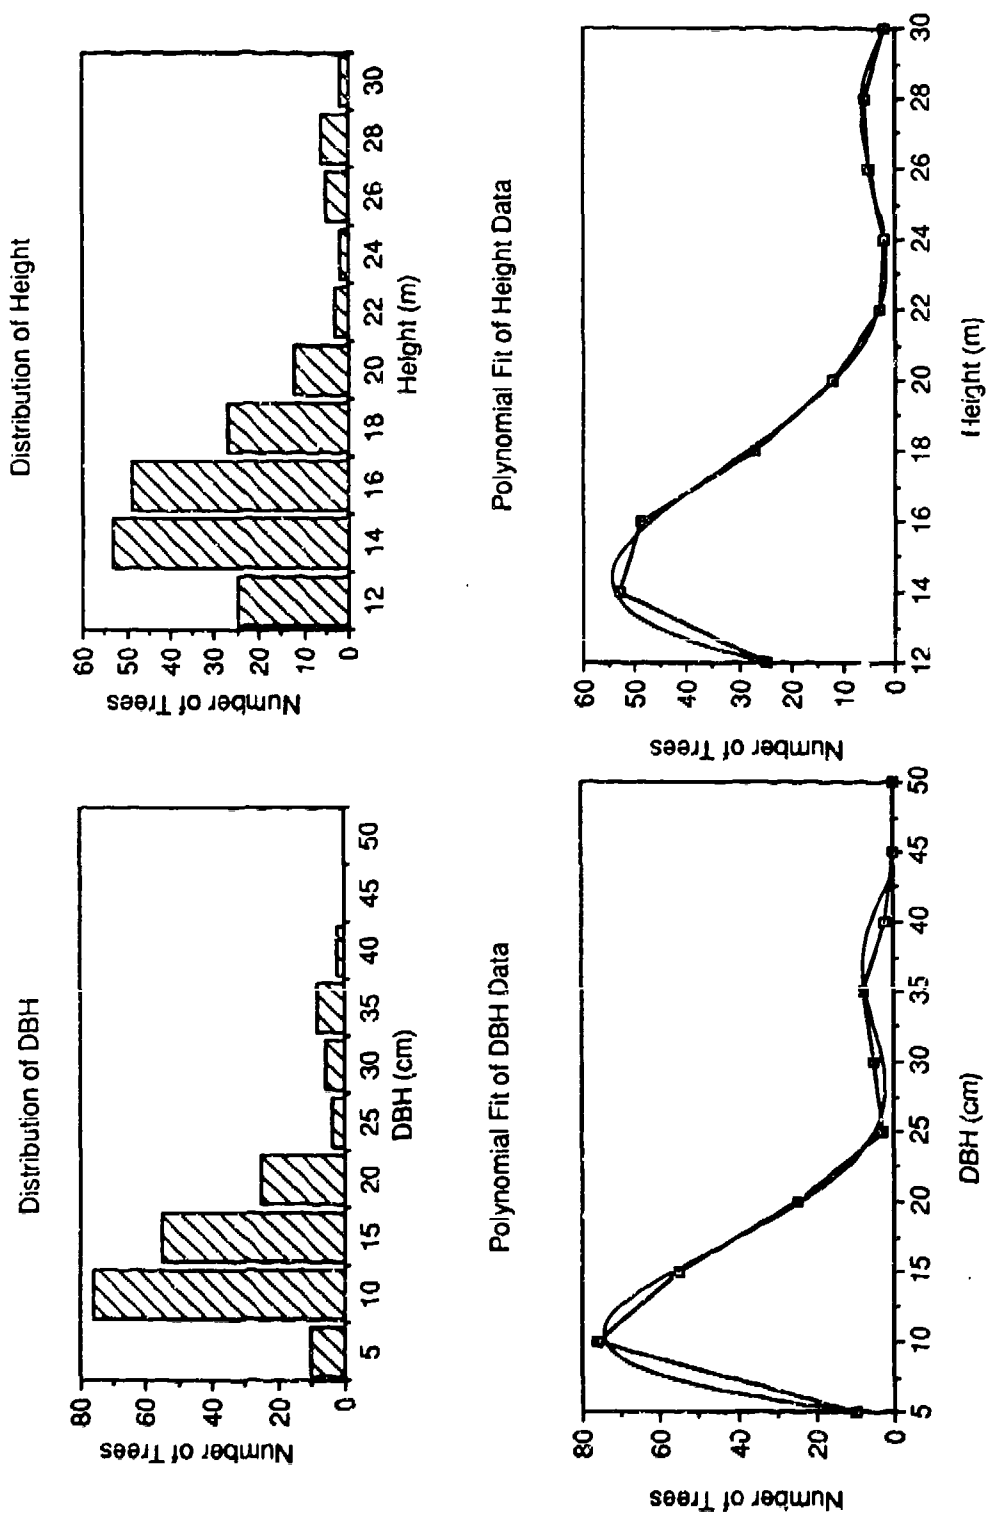 Distribution of DBH
Number of Trees
80
60
40
20
0
5 10 15 20 25 30 35 40 45 50
DBH (cm)
Distribution of Height
Number of Trees
60
50
40
30
20
10
0
12 14 16 18 20 22 24 26 28 30
Height (m)
Polynomial Fit of DBH Data
Number of Trees
80
60
40
20
0
5 10 15 20 25 30 35 40 45 50
DBH (cm)
Polynomial Fit of Height Data
Number of Trees
60
50
40
30
20
10
0
12 14 16 18 20 22 24 26 28 30
Height (m)